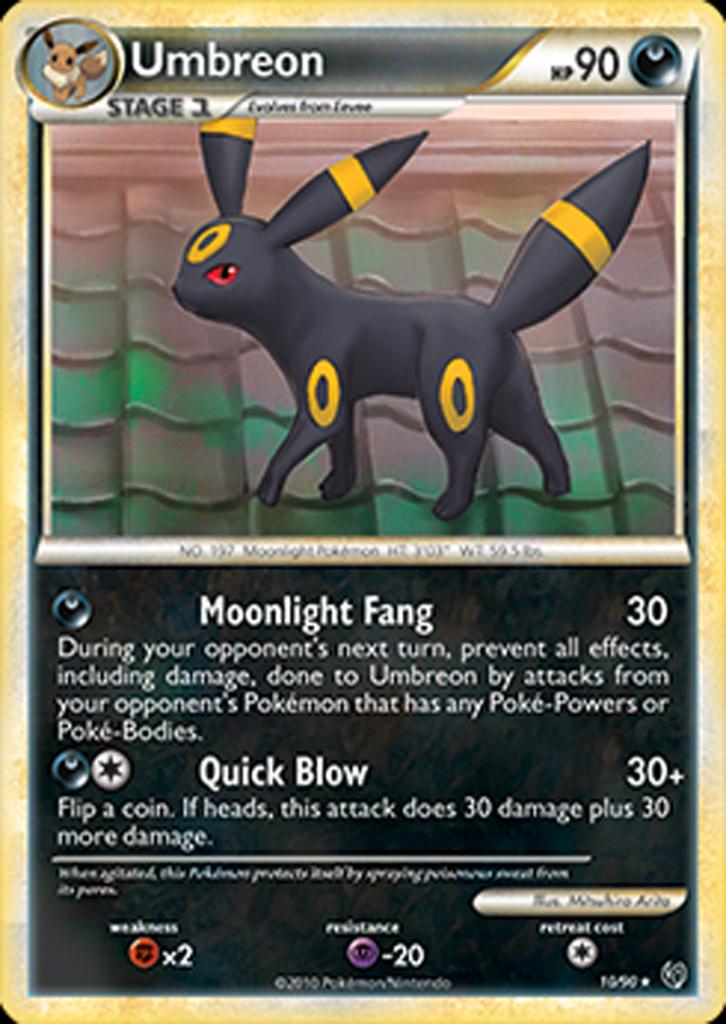 Umbreon HP 90
STAGE 1 Evolves from Eevee
NO. 197 Moonlight Pokémon HT: 3'03" WT: 59.5 lbs.
Moonlight Fang 30
During your opponent's next turn, prevent all effects,
including damage, done to Umbreon by attacks from
your opponent's Pokémon that has any Poké-Powers or
Poké-Bodies.
Quick Blow 30+
Flip a coin. If heads, this attack does 30 damage plus 30
more damage.
When agitated, this Pokémon protects itself by spraying poisonous sweat from
its pores.
Illus. Mitsuhiro Arita
weakness resistance retreat cost
x2 -20
©2010 Pokémon/Nintendo 10/90 ★